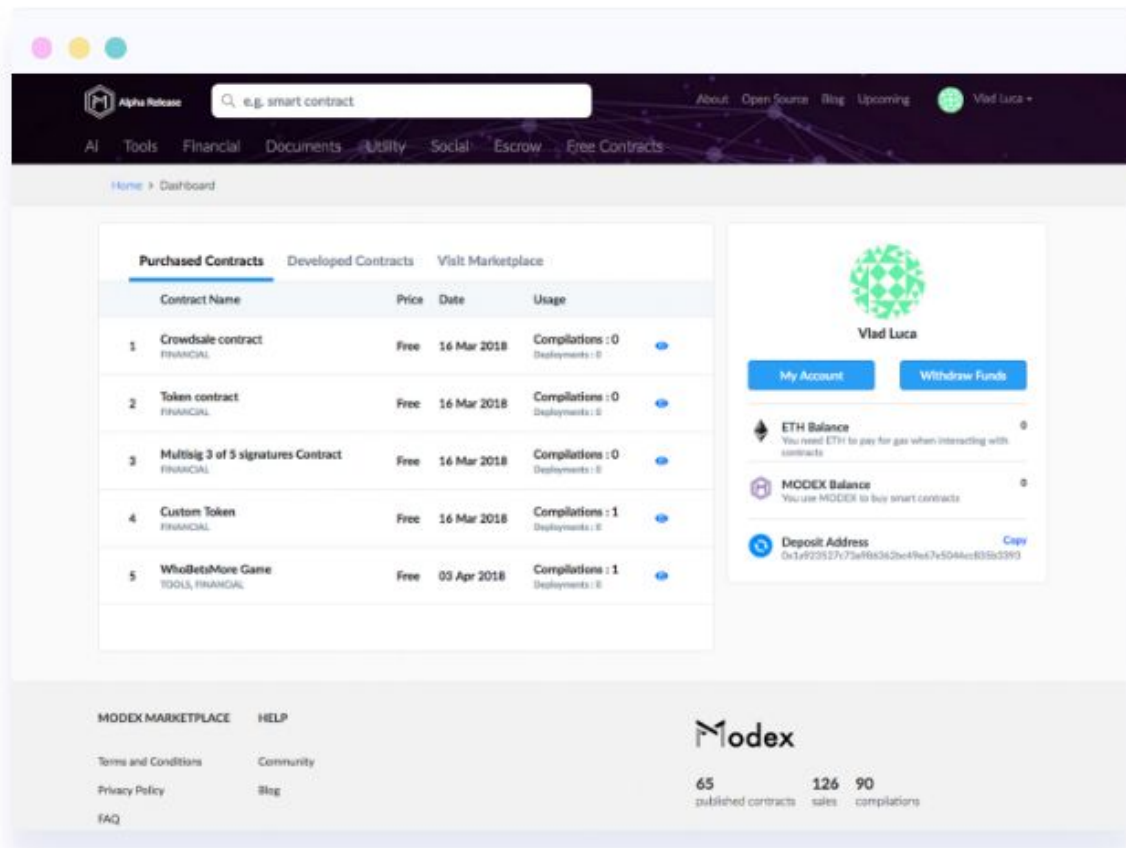 Alpha Release
e.g. smart contract
About Open Source Blog Upcoming Vlad Luca
AI Tools Financial Documents Utility Social Escrow Free Contracts
Home > Dashboard
Purchased Contracts Developed Contracts Visit Marketplace
Contract Name Price Date Usage
1 Crowdsale contract Free 16 Mar 2018 Compilations : 0
FINANCIAL Deployments : 0
2 Token contract Free 16 Mar 2018 Compilations : 0
FINANCIAL Deployments : 0
3 Multisig 3 of 5 signatures Contract Free 16 Mar 2018 Compilations : 0
FINANCIAL Deployments : 0
4 Custom Token Free 16 Mar 2018 Compilations : 1
FINANCIAL Deployments : 0
5 WhoBetsMore Game Free 03 Apr 2018 Compilations : 1
TOOLS, FINANCIAL Deployments : 0
Vlad Luca
My Account Withdraw Funds
ETH Balance 0
You need ETH to pay for gas when interacting with
contracts
MODEX Balance 0
You use MODEX to buy smart contracts
Deposit Address Copy
MODEX MARKETPLACE HELP
Terms and Conditions Community
Privacy Policy Blog
FAQ
Modex
65 126 90
published contracts sales compilations